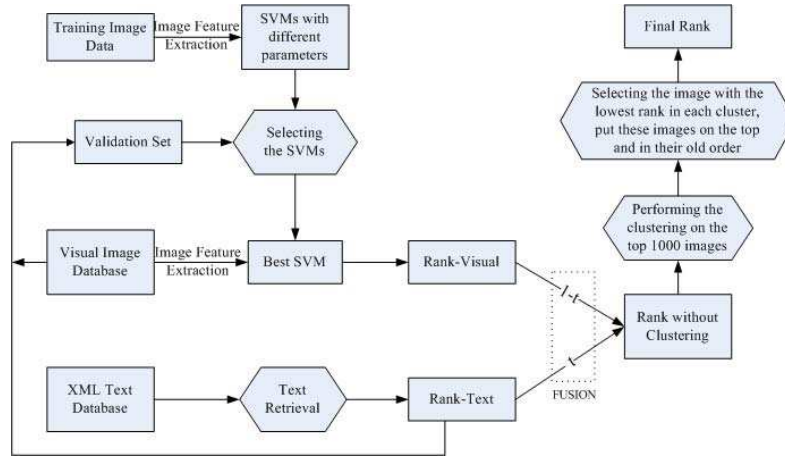 Training Image
Data
Image Feature
Extraction
SVMs with
different
parameters
Final Rank
Selecting the image with the
lowest rank in each cluster,
put these images on the top
and in their old order
Validation Set
Selecting
the SVMs
Performing the
clustering on the
top 1000 images
Visual Image
Database
Image Feature
Extraction
Best SVM
Rank-Visual
1-t
Rank without
Clustering
t
FUSION
XML Text
Database
Text
Retrieval
Rank-Text